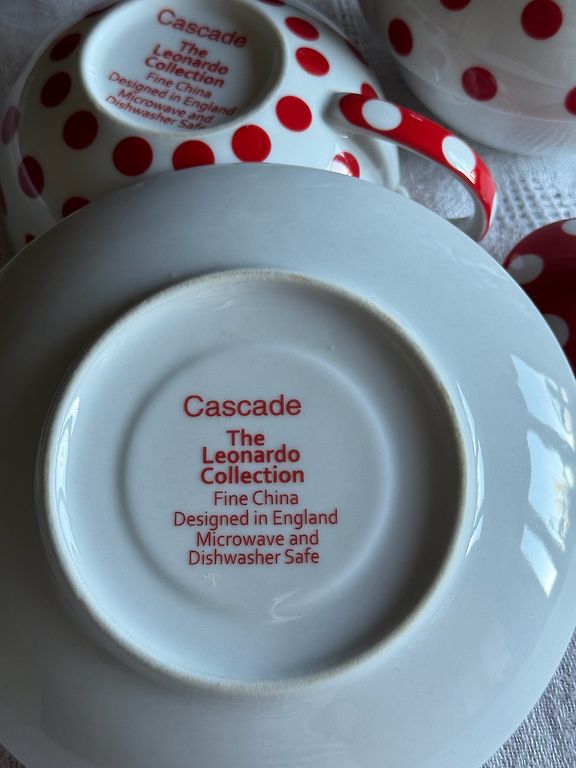 Cascade
The
Leonardo
Collection
Fine China
Designed in England
Microwave and
Dishwasher Safe
Cascade
The
Leonardo
Collection
Fine China
Designed in England
Microwave and
Dishwasher Safe